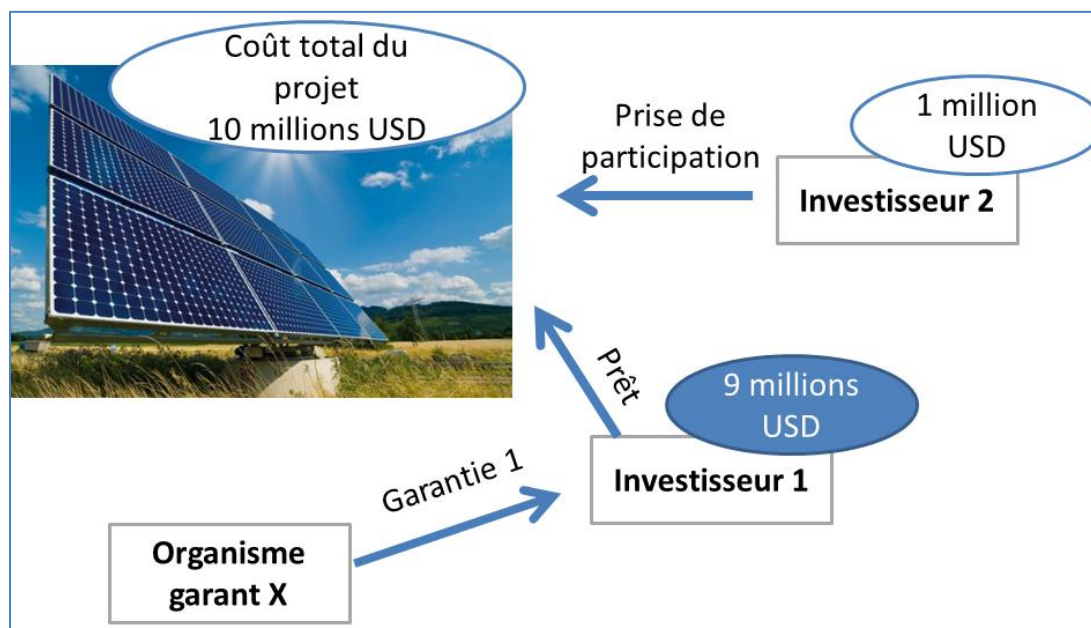 Coût total du
projet
10 millions USD
Prise de
participation
1 million
USD
Investisseur 2
Prêt
9 millions
USD
Investisseur 1
Garantie 1
Organisme
garant X